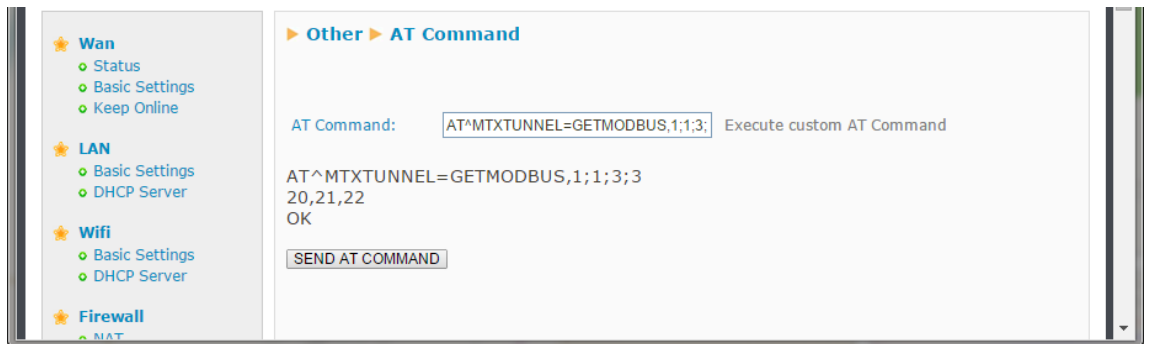 Wan
Status
Basic Settings
Keep Online
LAN
Basic Settings
DHCP Server
Wifi
Basic Settings
DHCP Server
Firewall
NAT
Other AT Command
AT Command: AT^MTXTUNNEL=GETMODBUS,1;1;3; Execute custom AT Command
AT^MTXTUNNEL=GETMODBUS,1;1;3;3
20,21,22
OK
SEND AT COMMAND